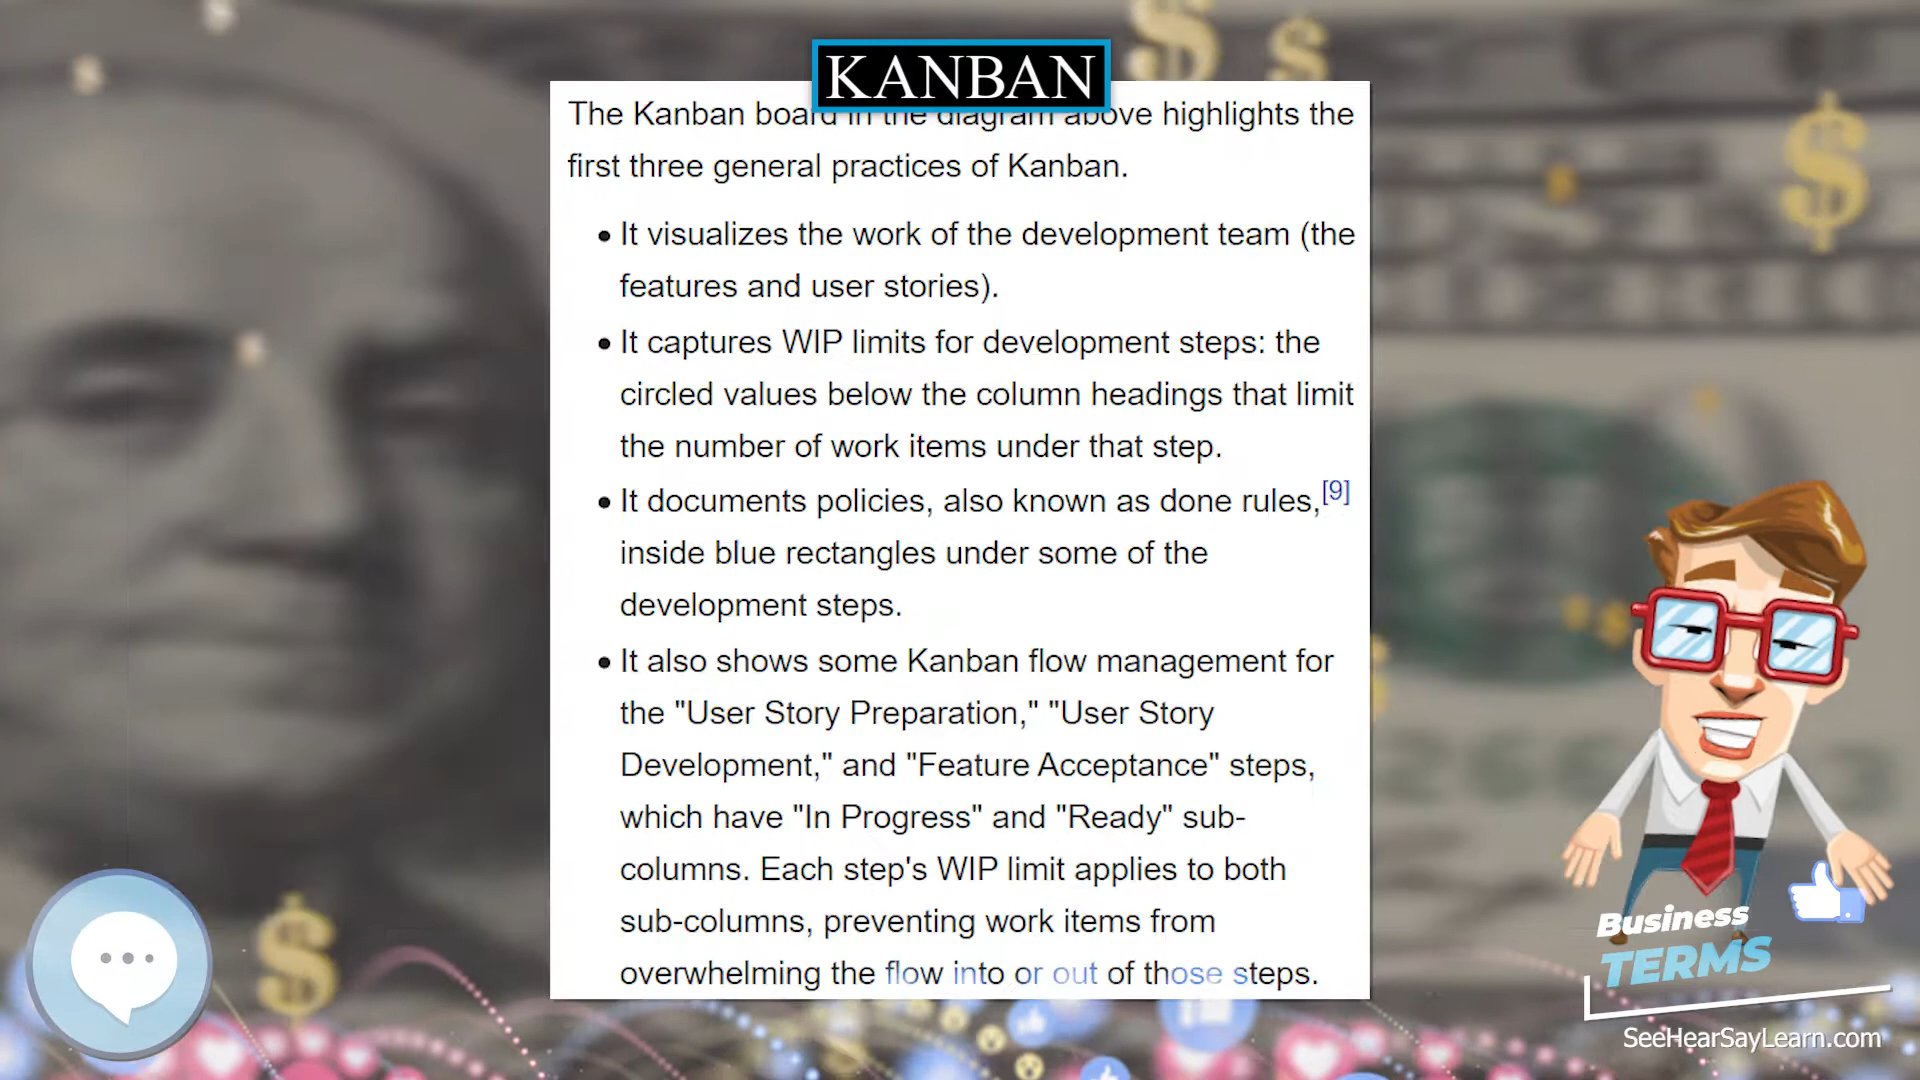 KANBAN
The Kanban board in the diagram above highlights the
first three general practices of Kanban.
• It visualizes the work of the development team (the
features and user stories).
• It captures WIP limits for development steps: the
circled values below the column headings that limit
the number of work items under that step.
• It documents policies, also known as done rules,[9]
inside blue rectangles under some of the
development steps.
• It also shows some Kanban flow management for
the "User Story Preparation," "User Story
Development," and "Feature Acceptance" steps,
which have "In Progress" and "Ready" sub-
columns. Each step's WIP limit applies to both
sub-columns, preventing work items from
overwhelming the flow into or out of those steps.
Business
TERMS
SeeHearSayLearn.com